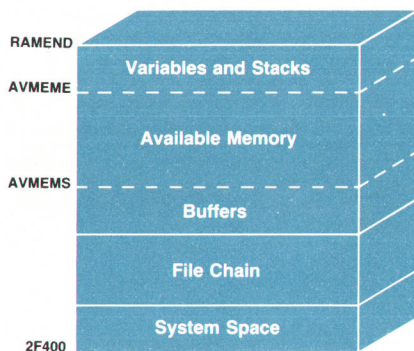 RAMEND
Variables and Stacks
AVMEME
Available Memory
AVMEMS
Buffers
File Chain
System Space
2F400